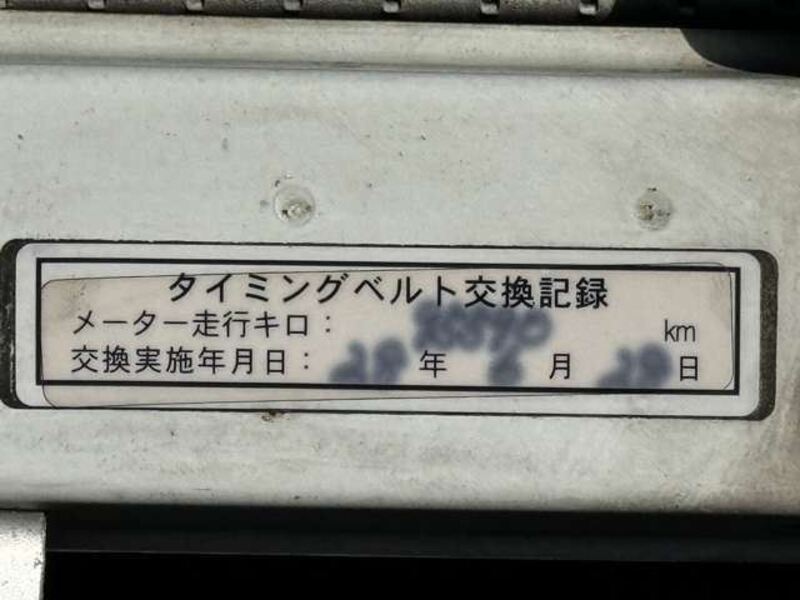 タイミングベルト交換記録
メーター走行キロ: km
交換実施年月日: 年 月 日